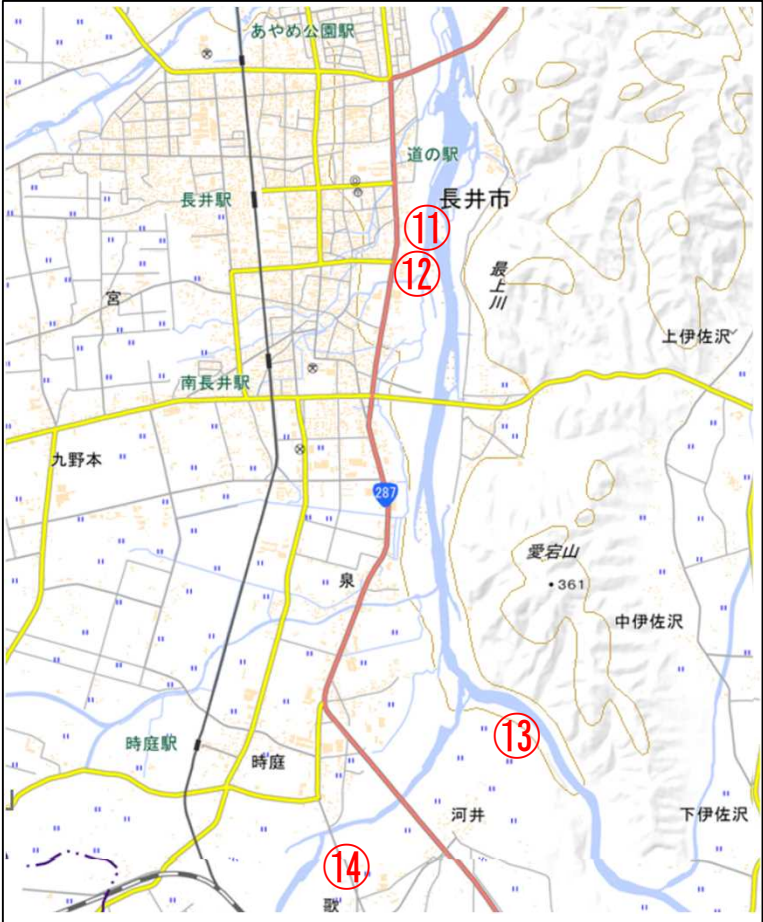 あやめ公園駅
道の駅
長井駅
長井市
⑪
⑫
最上川
宮
上伊佐沢
南長井駅
九野本
287
愛宕山
・361
泉
中伊佐沢
⑬
時庭駅
時庭
河井
下伊佐沢
⑭
歌